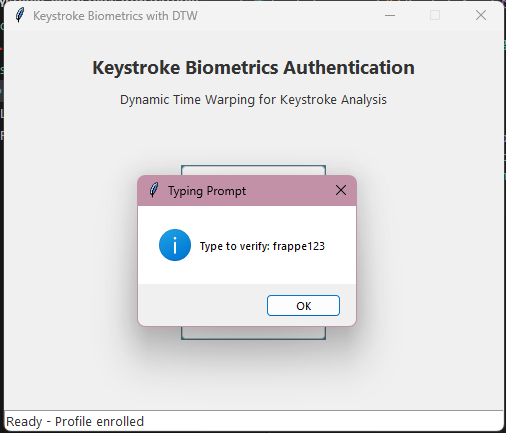 Keystroke Biometrics with DTW
Keystroke Biometrics Authentication
Dynamic Time Warping for Keystroke Analysis
Typing Prompt
Type to verify: frappe123
OK
Ready - Profile enrolled